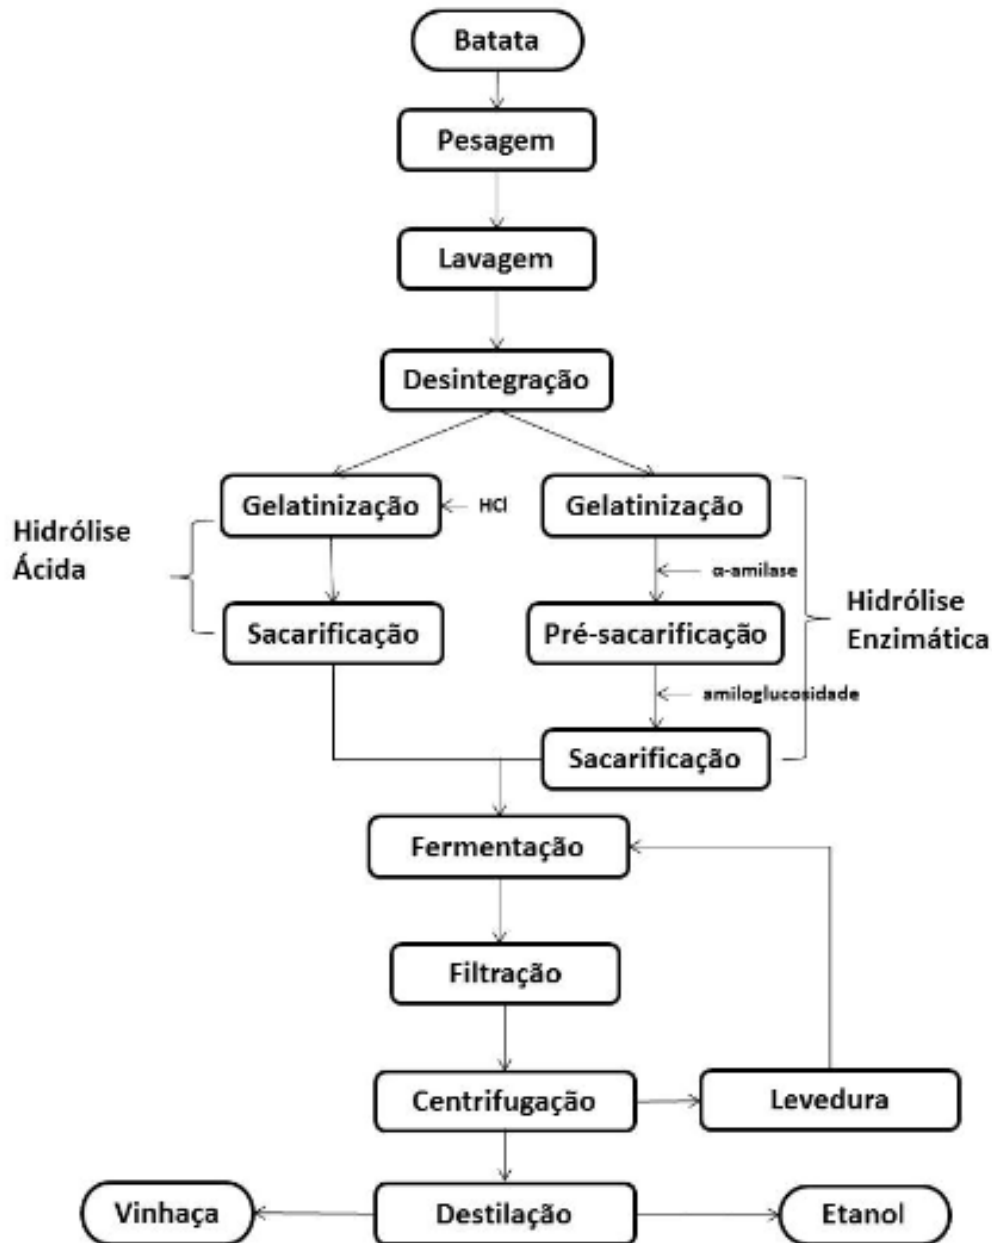 Batata
Pesagem
Lavagem
Desintegração
Gelatinização
HCl
Gelatinização
Hidrólise
Ácida
α-amilase
Sacarificação
Pré-sacarificação
Hidrólise
Enzimática
amiloglucosidade
Sacarificação
Fermentação
Filtração
Centrifugação
Levedura
Vinhaça
Destilação
Etanol